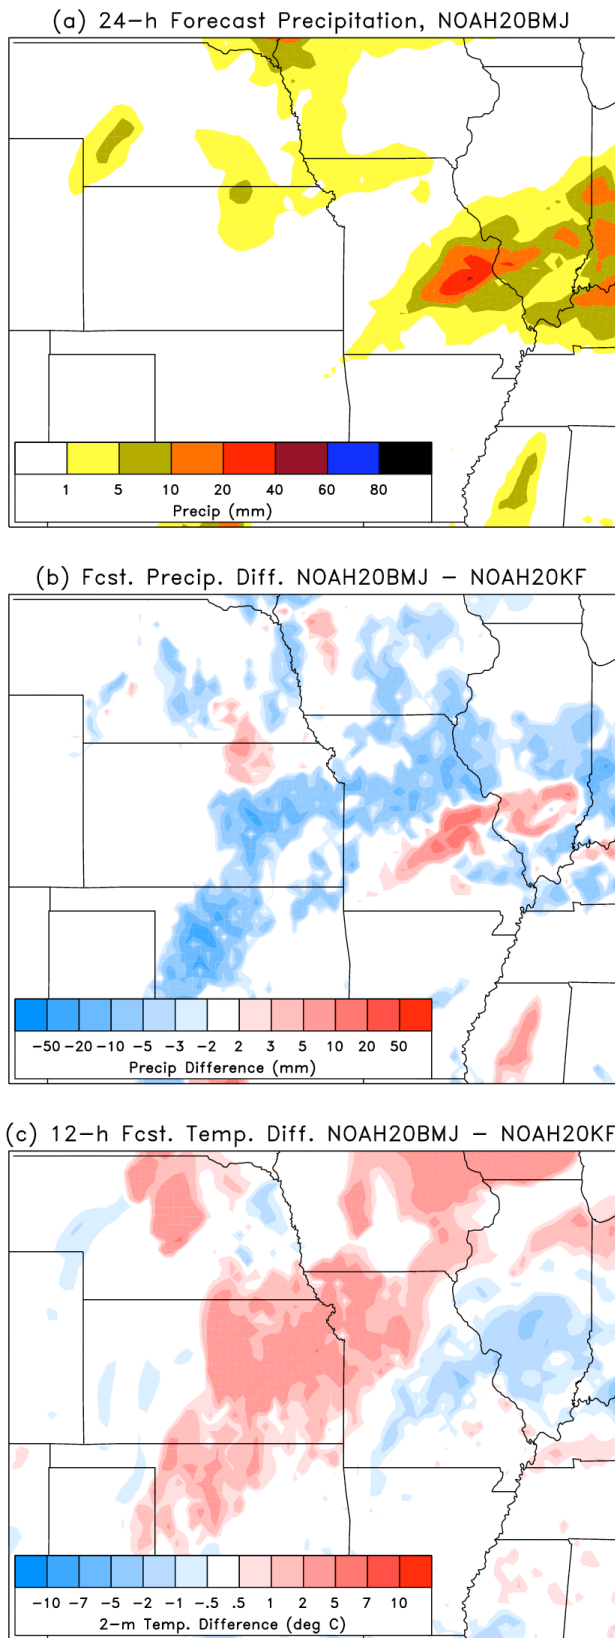 (a) 24-h Forecast Precipitation, NOAH20BMJ
1 5 10 20 40 60 80
Precip (mm)
(b) Fcst. Precip. Diff. NOAH20BMJ - NOAH20KF
-50 -20 -10 -5 -3 -2 2 3 5 10 20 50
Precip Difference (mm)
(c) 12-h Fcst. Temp. Diff. NOAH20BMJ - NOAH20KF
-10 -7 -5 -2 -1 -.5 .5 1 2 5 7 10
2-m Temp. Difference (deg C)